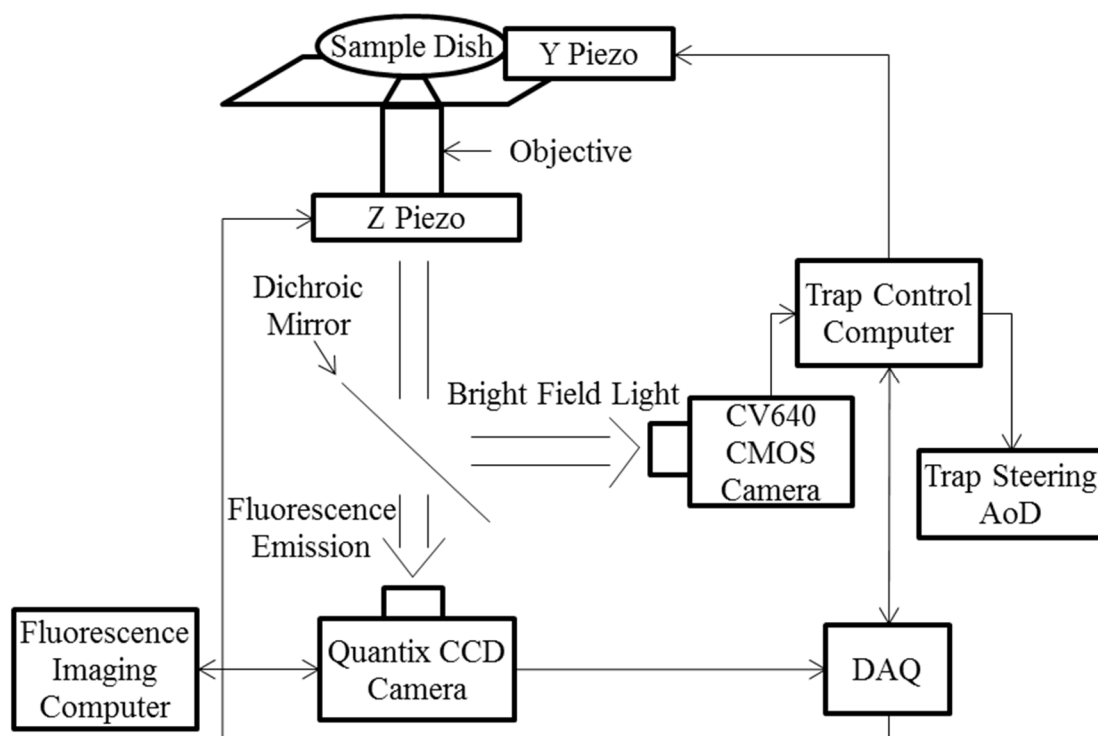 Sample Dish
Y Piezo
Objective
Z Piezo
Dichroic
Mirror
Trap Control
Computer
Bright Field Light
CV640
CMOS
Camera
Trap Steering
AoD
Fluorescence
Emission
Fluorescence
Imaging
Computer
Quantix CCD
Camera
DAQ